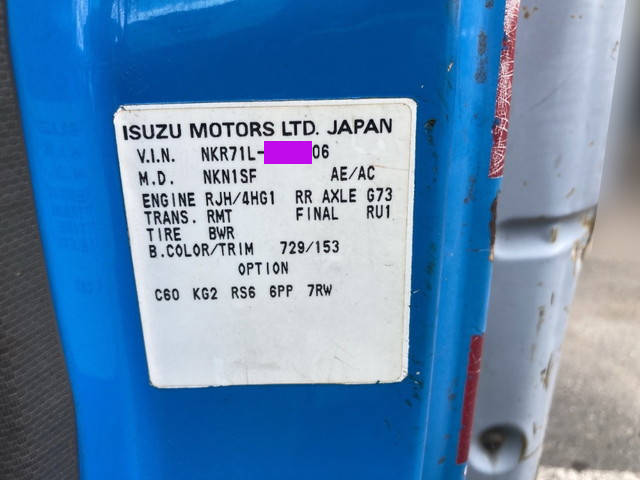 ISUZU MOTORS LTD. JAPAN
V.I.N. NKR71L- 06
M.D. NKN1SF AE/AC
ENGINE RJH/4HG1 RR AXLE G73
TRANS. RMT FINAL RU1
TIRE BWR
B.COLOR/TRIM 729/153
OPTION
C60 KG2 RS6 6PP 7RW